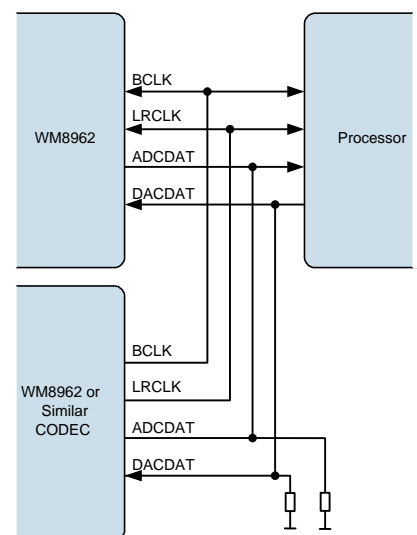 BCLK
LRCLK
WM8962
Processor
ADCDAT
DACDAT
BCLK
WM8962 or
Similar
CODEC
LRCLK
ADCDAT
DACDAT